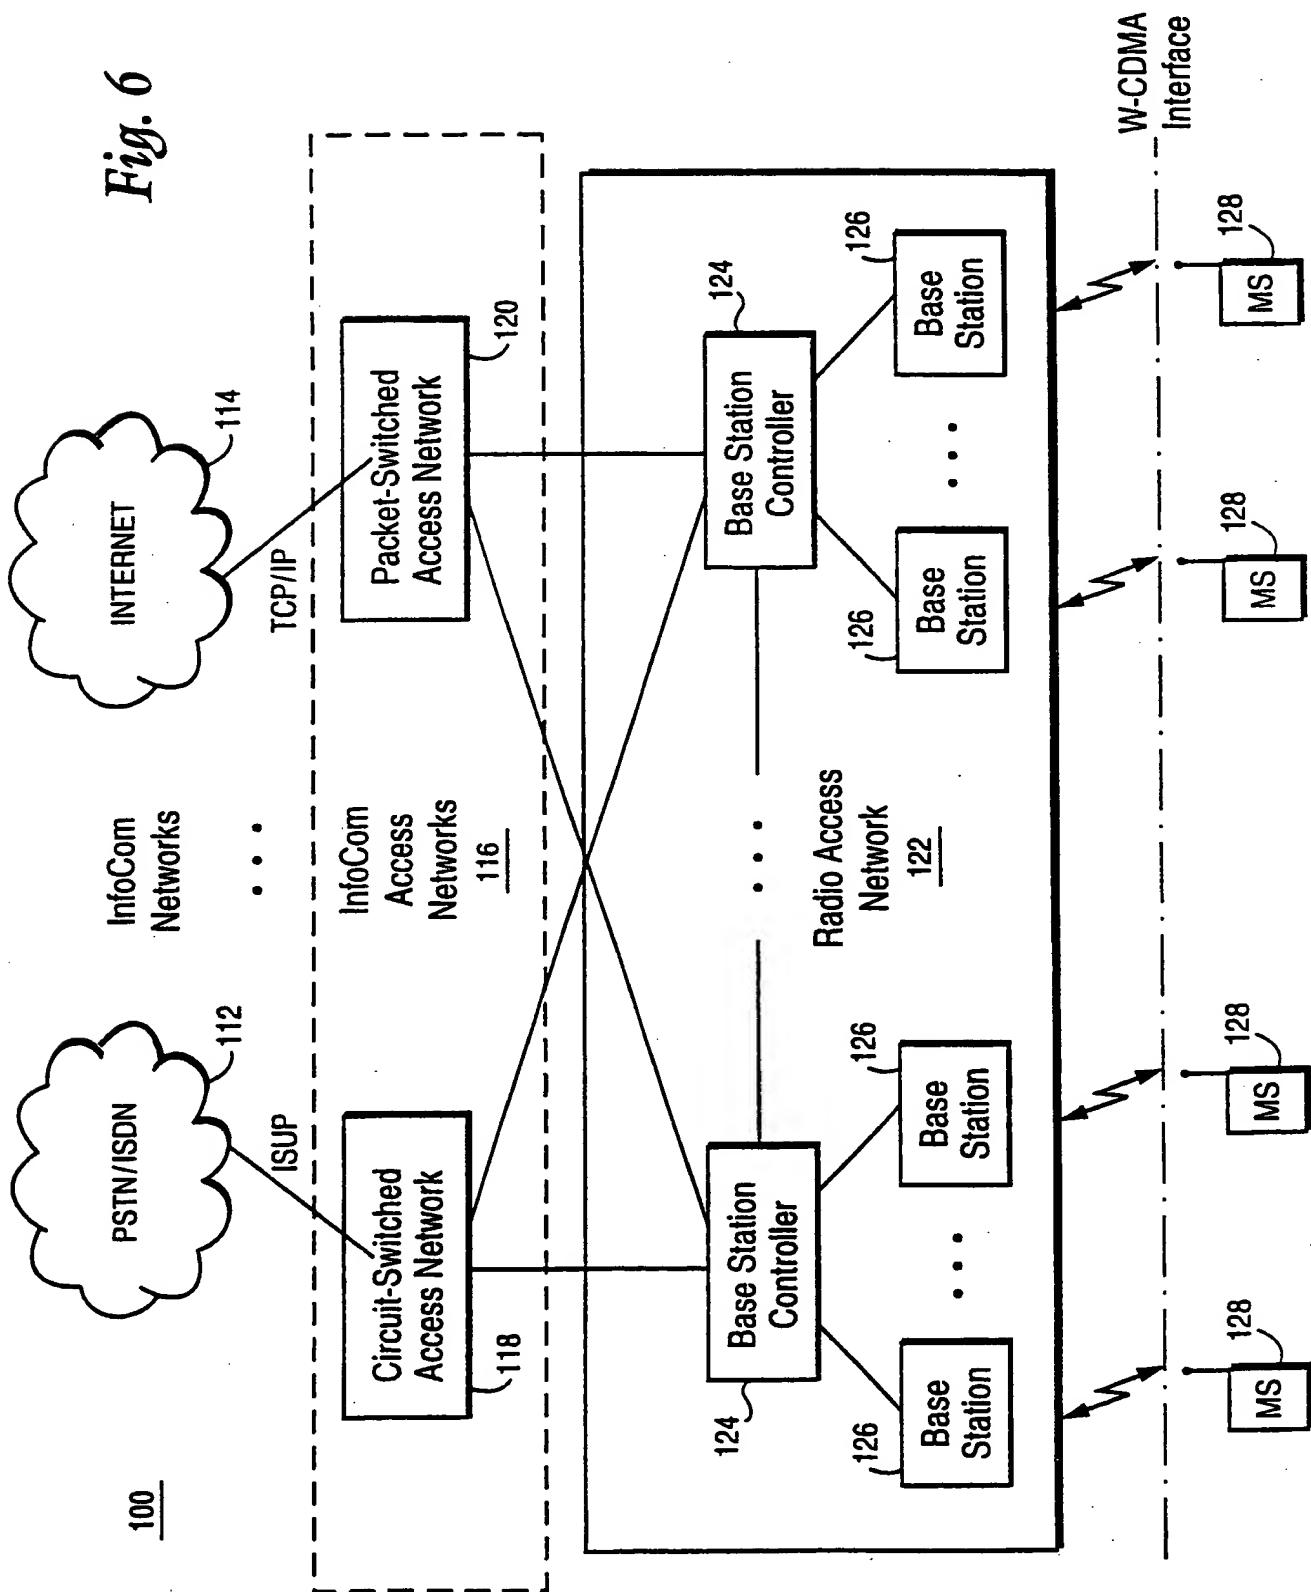 Fig. 6
100
PSTN/ISDN
112
InfoCom
Networks
INTERNET
114
ISUP
TCP/IP
Circuit-Switched
Access Network
118
InfoCom
Access
Networks
116
Packet-Switched
Access Network
120
124
Base Station
Controller
Base Station
Controller
124
Radio Access
Network
122
126
Base
Station
126
Base
Station
126
Base
Station
126
Base
Station
W-CDMA
Interface
128
MS
128
MS
128
MS
128
MS